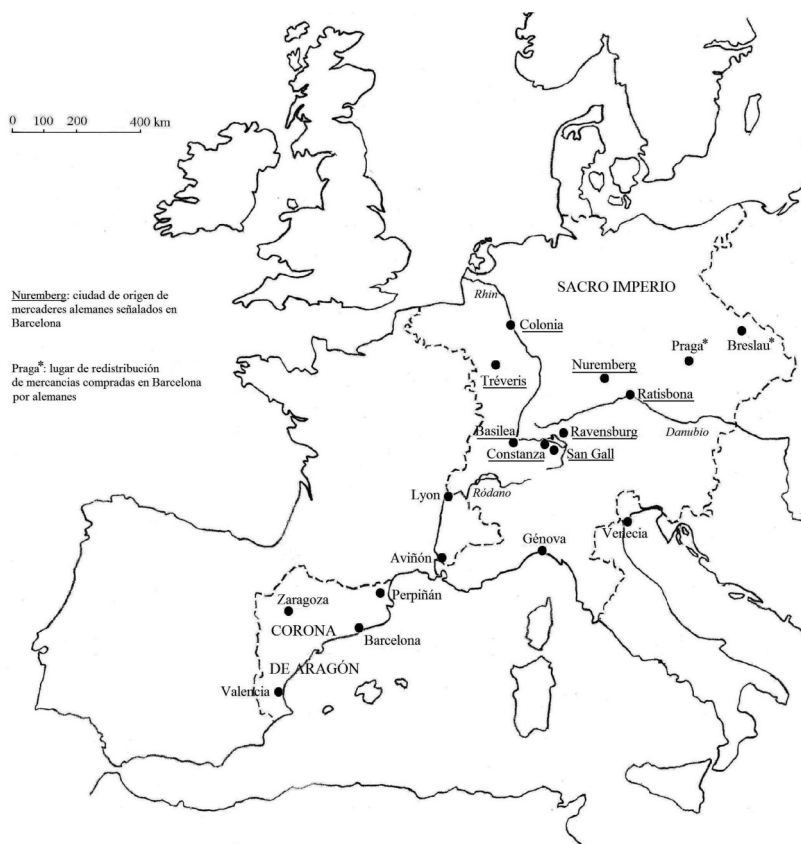 0 100 200 400 km
Nuremberg: ciudad de origen de
mercaderes alemanes señalados en
Barcelona
Praga*: lugar de redistribución
de mercancias compradas en Barcelona
por alemanes
SACRO IMPERIO
Rhin
Colonia
Breslau*
Praga*
Tréveris
Nuremberg
Ratisbona
Basilea
Ravensburg
Danubio
Constanza
San Gall
Lyon
Ródano
Venecia
Génova
Aviñón
Perpiñán
Zaragoza
CORONA
Barcelona
DE ARAGÓN
Valencia